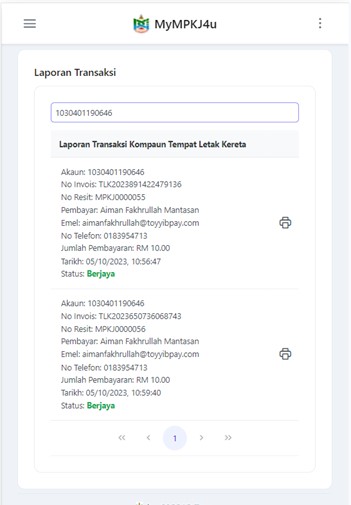 MyMPKJ4u
Laporan Transaksi
1030401190646
Laporan Transaksi Kompaun Tempat Letak Kereta
Akaun: 1030401190646
No Invois: TLK2023891422479136
No Resit: MPKJ0000055
Pembayar: Aiman Fakhrullah Mantasan
Emel: aimanfakhrullah@toyyibpay.com
No Telefon: 0183954713
Jumlah Pembayaran: RM 10.00
Tarikh: 05/10/2023, 10:56:47
Status: Berjaya
Akaun: 1030401190646
No Invois: TLK2023650736068743
No Resit: MPKJ0000056
Pembayar: Aiman Fakhrullah Mantasan
Emel: aimanfakhrullah@toyyibpay.com
No Telefon: 0183954713
Jumlah Pembayaran: RM 10.00
Tarikh: 05/10/2023, 10:59:40
Status: Berjaya
« ‹ 1 › »